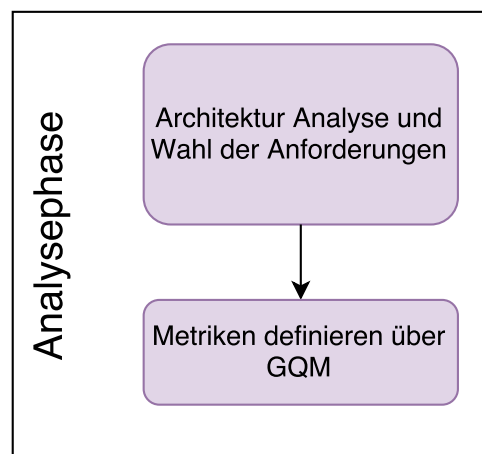 Analysephase
Architektur Analyse und
Wahl der Anforderungen
Metriken definieren über
GQM